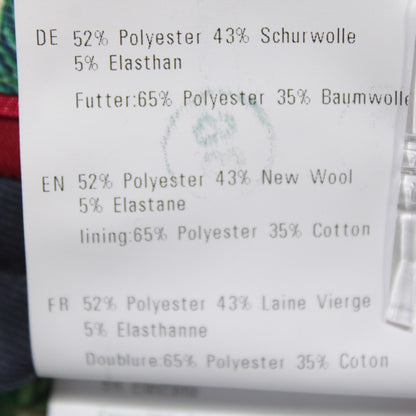 DE 52% Polyester 43% Schurwolle
5% Elasthan
Futter:65% Polyester 35% Baumwolle
EN 52% Polyester 43% New Wool
5% Elastane
lining:65% Polyester 35% Cotton
FR 52% Polyester 43% Laine Vierge
5% Elasthanne
Doublure:65% Polyester 35% Coton